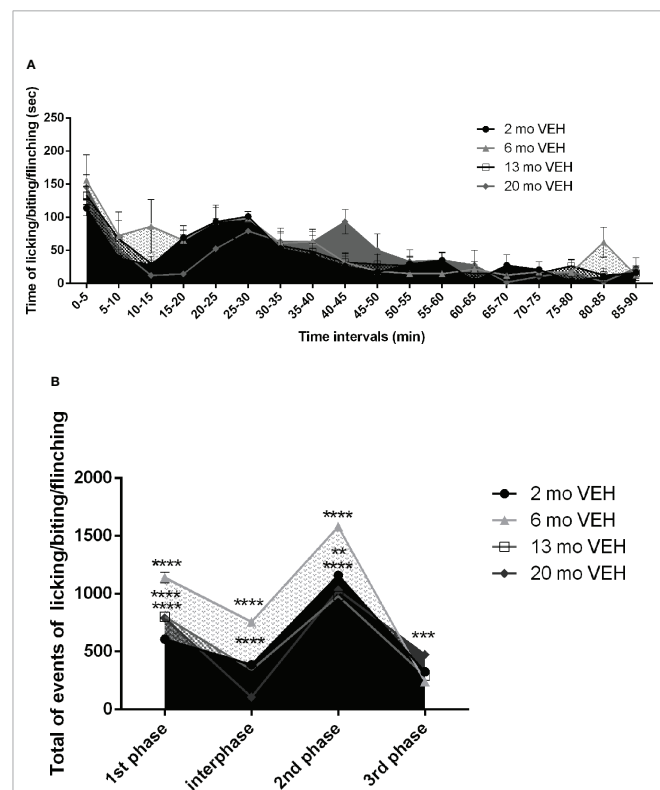 A
Time of licking/biting/flinching (sec)
250
200
150
100
50
0
2 mo VEH
6 mo VEH
13 mo VEH
20 mo VEH
0-5
5-10
10-15
15-20
20-25
25-30
30-35
35-40
40-45
45-50
50-55
55-60
60-65
65-70
70-75
75-80
80-85
85-90
Time intervals (min)
B
Total of events of licking/biting/flinching
2000
1500
1000
500
0
****
****
****
****
****
****
**
****
***
2 mo VEH
6 mo VEH
13 mo VEH
20 mo VEH
1st phase
interphase
2nd phase
3rd phase